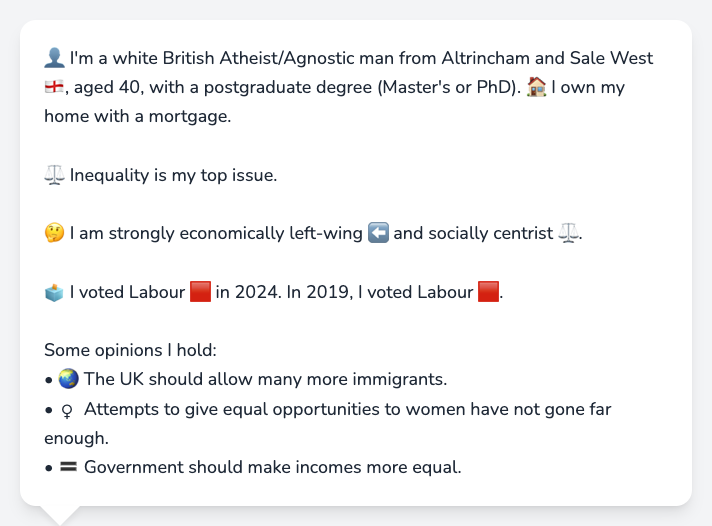 👤 I'm a white British Atheist/Agnostic man from Altrincham and Sale West
🏴󠁧󠁢󠁥󠁮󠁧󠁿, aged 40, with a postgraduate degree (Master's or PhD). 🏠 I own my
home with a mortgage.
⚖️ Inequality is my top issue.
🤔 I am strongly economically left-wing ⬅️ and socially centrist ⚖️.
🗳️ I voted Labour 🟥 in 2024. In 2019, I voted Labour 🟥.
Some opinions I hold:
• 🌏 The UK should allow many more immigrants.
• ♀ Attempts to give equal opportunities to women have not gone far
enough.
• 🟰 Government should make incomes more equal.